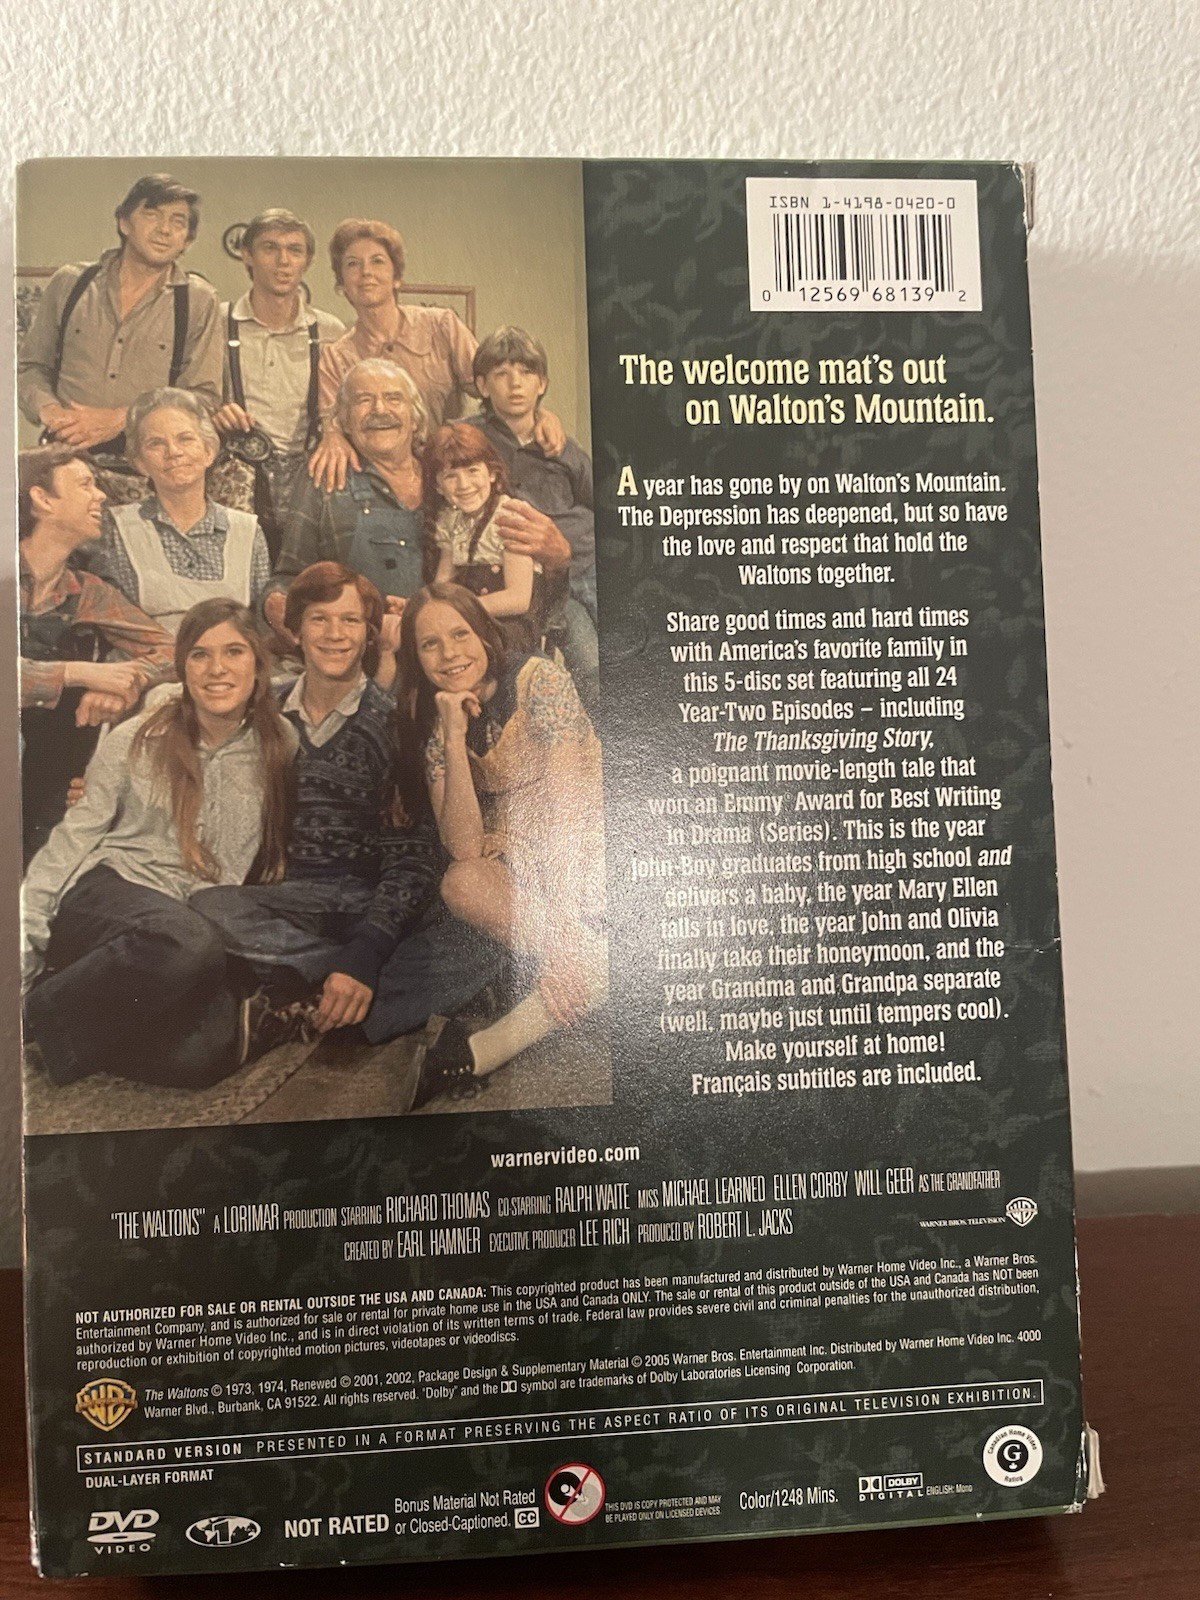 ISBN 1-4198-0420-0
0 12569 68139 2
The welcome mat's out
on Walton's Mountain.
A year has gone by on Walton's Mountain.
The Depression has deepened, but so have
the love and respect that hold the
Waltons together.
Share good times and hard times
with America's favorite family in
this 5-disc set featuring all 24
Year-Two Episodes – including
The Thanksgiving Story,
a poignant movie-length tale that
won an Emmy Award for Best Writing
in Drama (Series). This is the year
John-Boy graduates from high school and
delivers a baby, the year Mary Ellen
falls in love, the year John and Olivia
finally take their honeymoon, and the
year Grandma and Grandpa separate
(well, maybe just until tempers cool).
Make yourself at home!
Français subtitles are included.
warnervideo.com
"THE WALTONS" A LORIMAR PRODUCTION STARRING RICHARD THOMAS CO-STARRING RALPH WAITE MISS MICHAEL LEARNED ELLEN CORBY WILL GEER AS THE GRANDFATHER
CREATED BY EARL HAMNER EXECUTIVE PRODUCER LEE RICH PRODUCED BY ROBERT L. JACKS
WARNER BROS. TELEVISION
NOT AUTHORIZED FOR SALE OR RENTAL OUTSIDE THE USA AND CANADA: This copyrighted product has been manufactured and distributed by Warner Home Video Inc., a Warner Bros.
Entertainment Company, and is authorized for sale or rental for private home use in the USA and Canada ONLY. The sale or rental of this product outside of the USA and Canada has NOT been
authorized by Warner Home Video Inc., and is in direct violation of its written terms of trade. Federal law provides severe civil and criminal penalties for the unauthorized distribution,
reproduction or exhibition of copyrighted motion pictures, videotapes or videodiscs.
The Waltons © 1973, 1974, Renewed © 2001, 2002, Package Design & Supplementary Material © 2005 Warner Bros. Entertainment Inc. Distributed by Warner Home Video Inc. 4000
Warner Blvd., Burbank, CA 91522. All rights reserved. "Dolby" and the DD symbol are trademarks of Dolby Laboratories Licensing Corporation.
STANDARD VERSION PRESENTED IN A FORMAT PRESERVING THE ASPECT RATIO OF ITS ORIGINAL TELEVISION EXHIBITION.
DUAL-LAYER FORMAT
Canadian Home Video
G
Rating
DVD
VIDEO
1
NOT RATED
Bonus Material Not Rated
or Closed-Captioned. CC
THIS DVD IS COPY PROTECTED AND MAY
BE PLAYED ONLY ON LICENSED DEVICES.
Color/1248 Mins.
DOLBY
DIGITAL ENGLISH: Mono